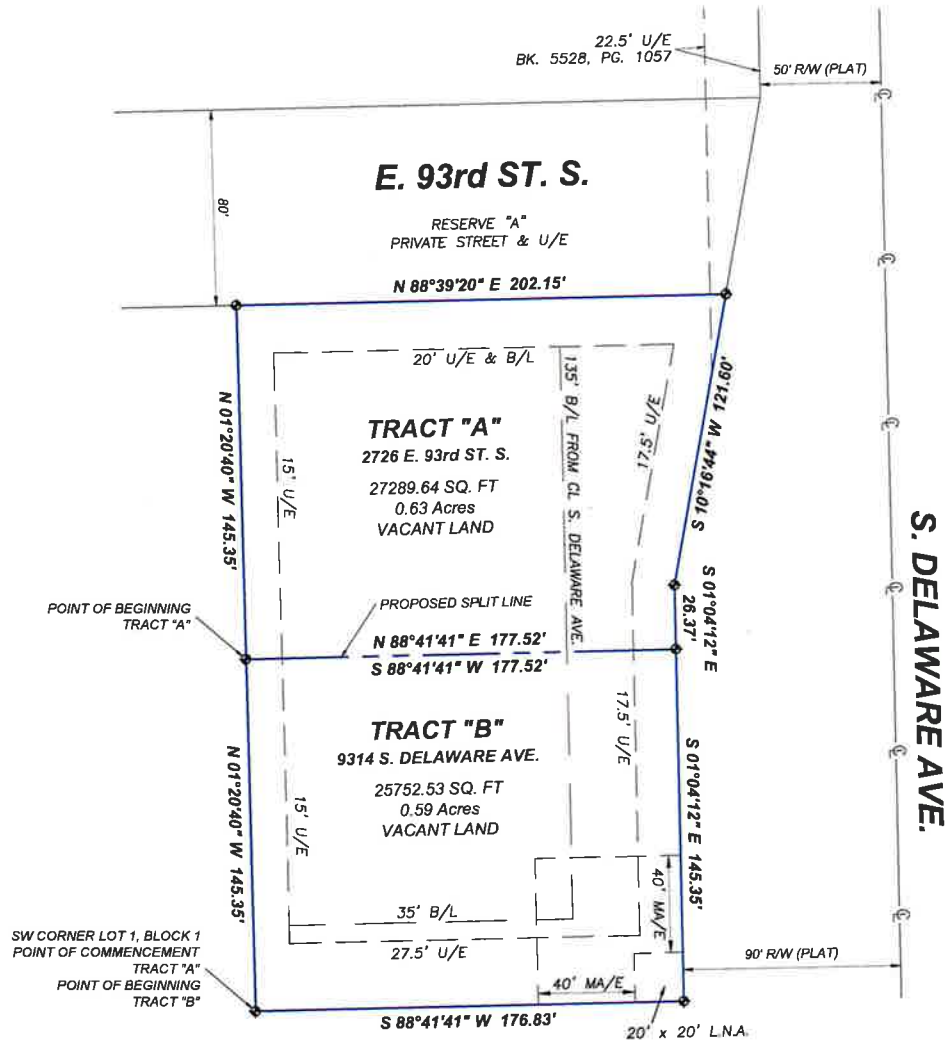 22.5' U/E
BK. 5528, PG. 1057
50' R/W (PLAT)
80'
E. 93rd ST. S.
RESERVE "A"
PRIVATE STREET & U/E
N 88°39'20" E 202.15'
20' U/E & B/L
135' B/L FROM CL S. DELAWARE AVE.
17.5' U/E
S 10°16'44" W 121.60'
N 01°20'40" W 145.35'
15' U/E
TRACT "A"
2726 E. 93rd ST. S.
27289.64 SQ. FT
0.63 Acres
VACANT LAND
S. DELAWARE AVE.
S 01°04'12" E
26.37'
POINT OF BEGINNING
TRACT "A"
PROPOSED SPLIT LINE
N 88°41'41" E 177.52'
S 88°41'41" W 177.52'
17.5' U/E
TRACT "B"
9314 S. DELAWARE AVE.
25752.53 SQ. FT
0.59 Acres
VACANT LAND
N 01°20'40" W 145.35'
15' U/E
S 01°04'12" E 145.35'
40' MA/E
35' B/L
27.5' U/E
SW CORNER LOT 1, BLOCK 1
POINT OF COMMENCEMENT
TRACT "A"
POINT OF BEGINNING
TRACT "B"
90' R/W (PLAT)
40' MA/E
S 88°41'41" W 176.83'
20' x 20' L.N.A.